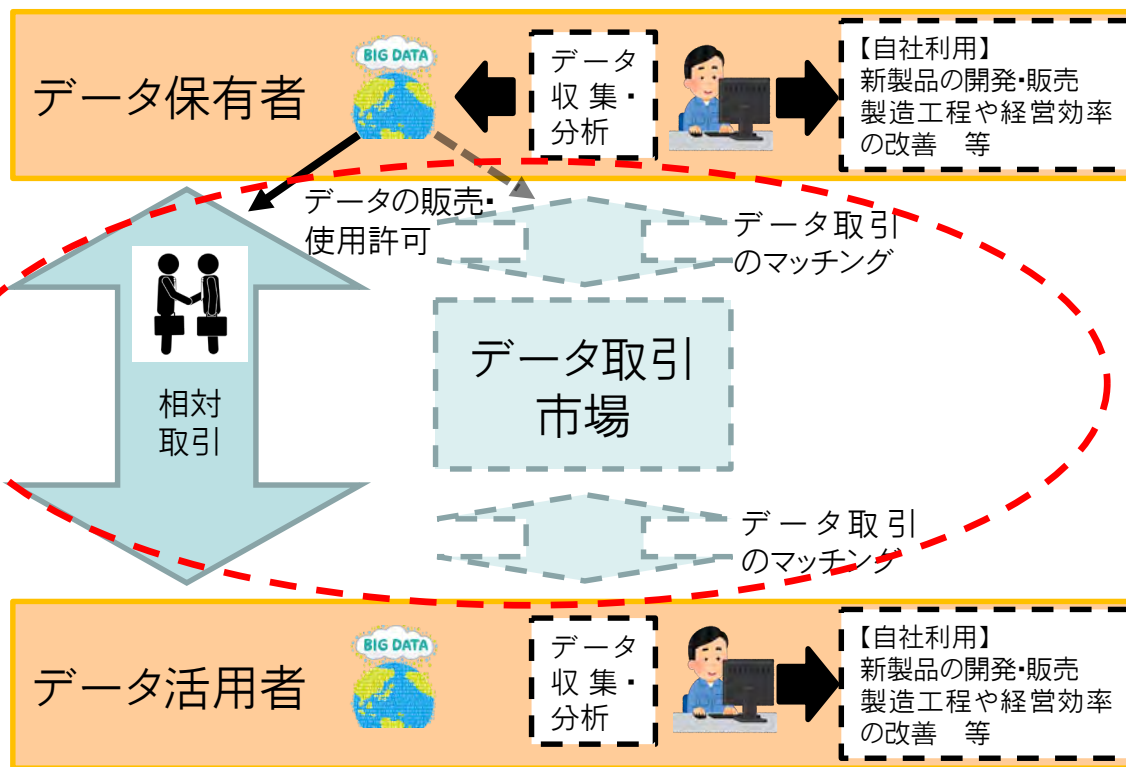 データ保有者
BIG DATA
データ
収集・
分析
【自社利用】
新製品の開発・販売
製造工程や経営効率
の改善　等
データの販売・
使用許可
データ取引
のマッチング
相対
取引
データ取引
市場
データ取引
のマッチング
データ活用者
BIG DATA
データ
収集・
分析
【自社利用】
新製品の開発・販売
製造工程や経営効率
の改善　等